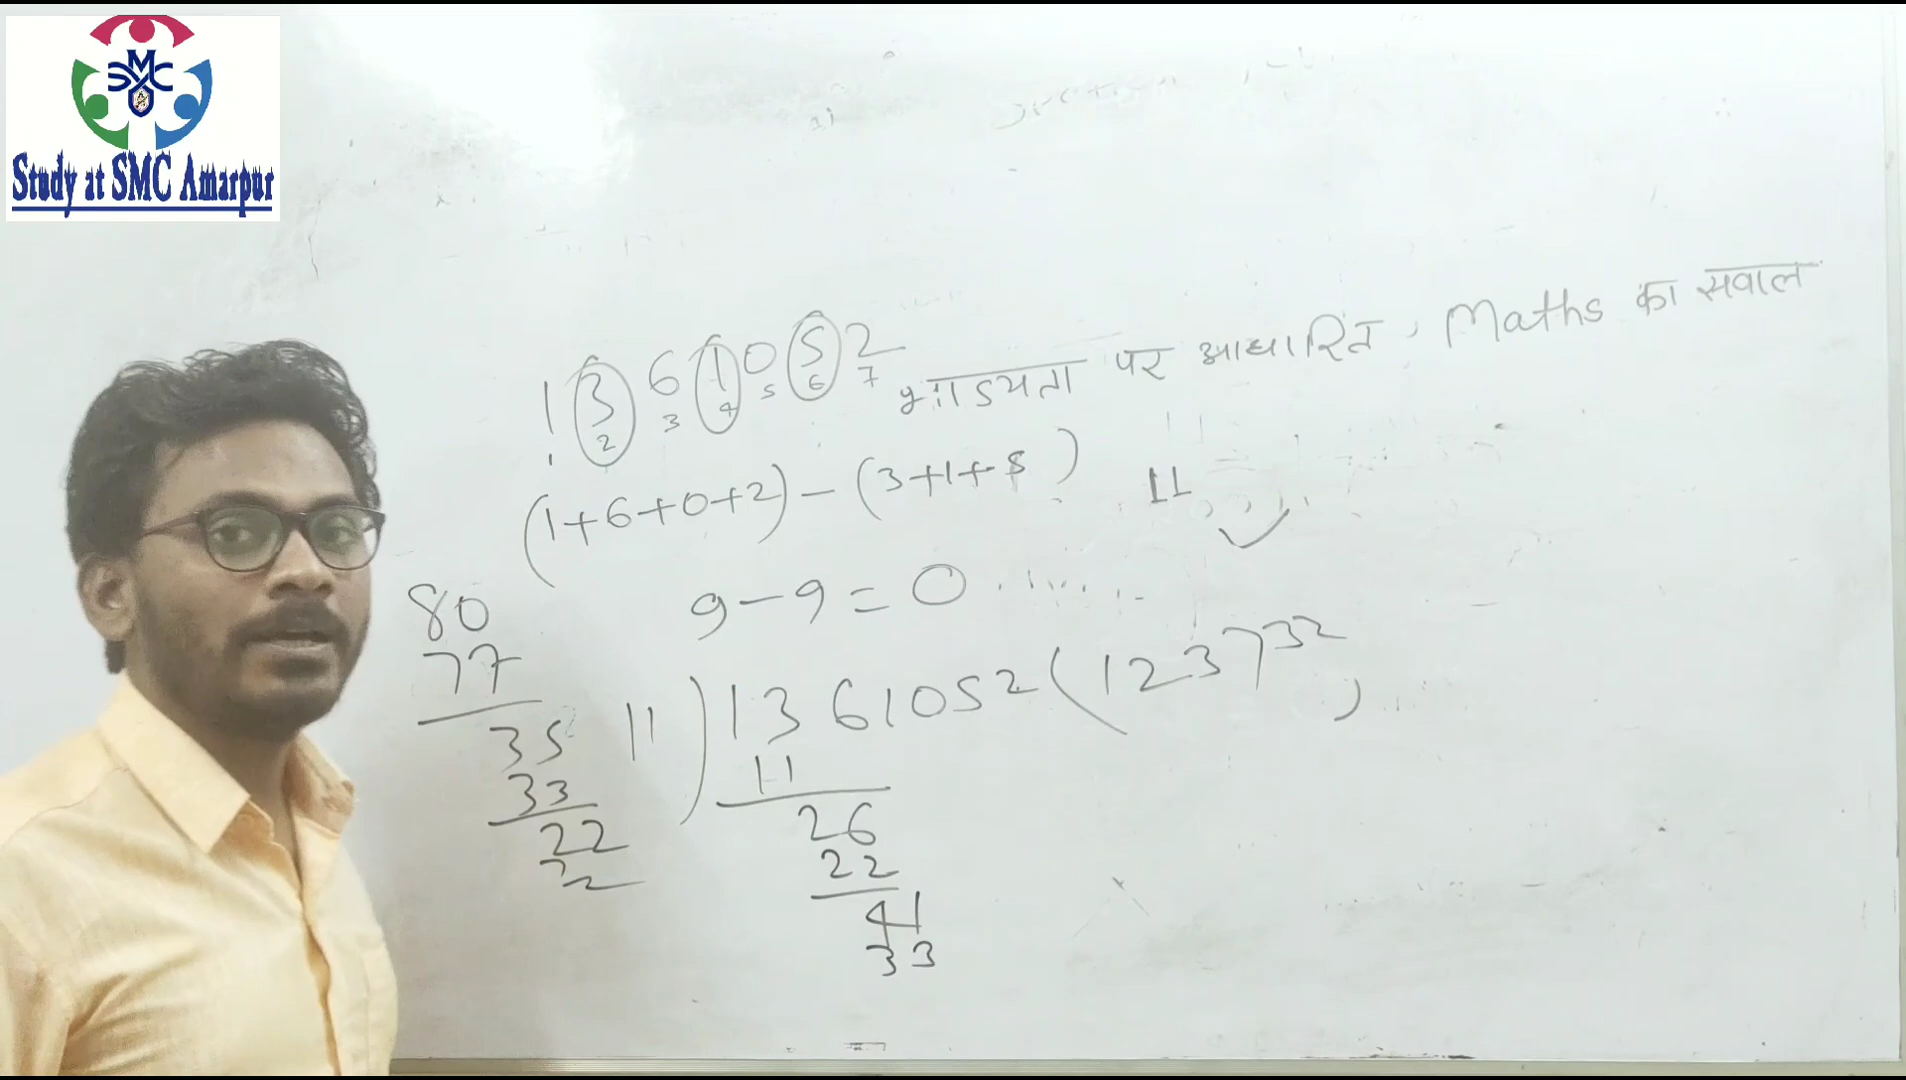 SMC
Study at SMC Amarpur
भाज्यता पर आधारित, Maths का सवाल
1 3 6 1 0 5 2
1 2 3 4 5 6 7
(1+6+0+2) - (3+1+5)
11
9-9=0
11)1361052(123732
11
26
22
41
33
80
77
35
33
22
22